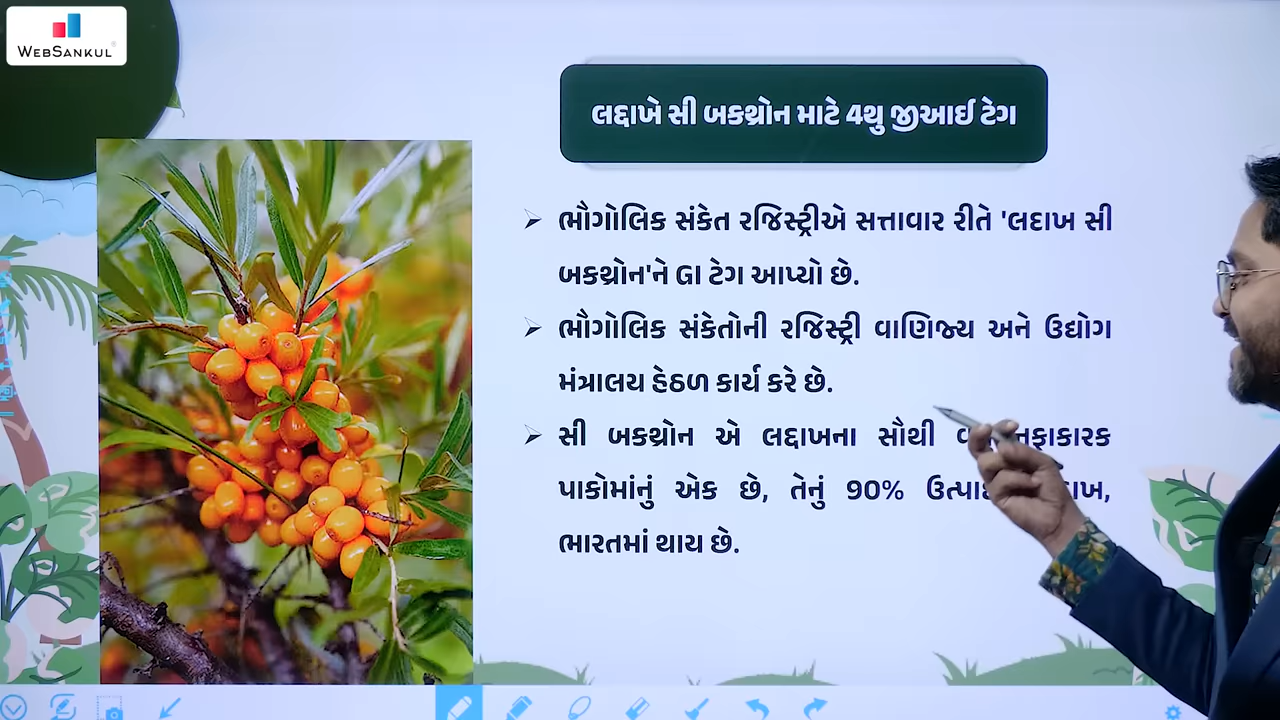 WEBSANKUL
લદ્દાખે સી બકથ્રોન માટે 4થુ જીઆઈ ટેગ
ભૌગોલિક સંકેત રજિસ્ટ્રીએ સત્તાવાર રીતે 'લદાખ સી
બકથ્રોન'ને GI ટેગ આપ્યો છે.
ભૌગોલિક સંકેતોની રજિસ્ટ્રી વાણિજ્ય અને ઉદ્યોગ
મંત્રાલય હેઠળ કાર્ય કરે છે.
સી બકથ્રોન એ લદ્દાખના સૌથી
પાકોમાંનું એક છે, તેનું 90%
ભારતમાં થાય છે.